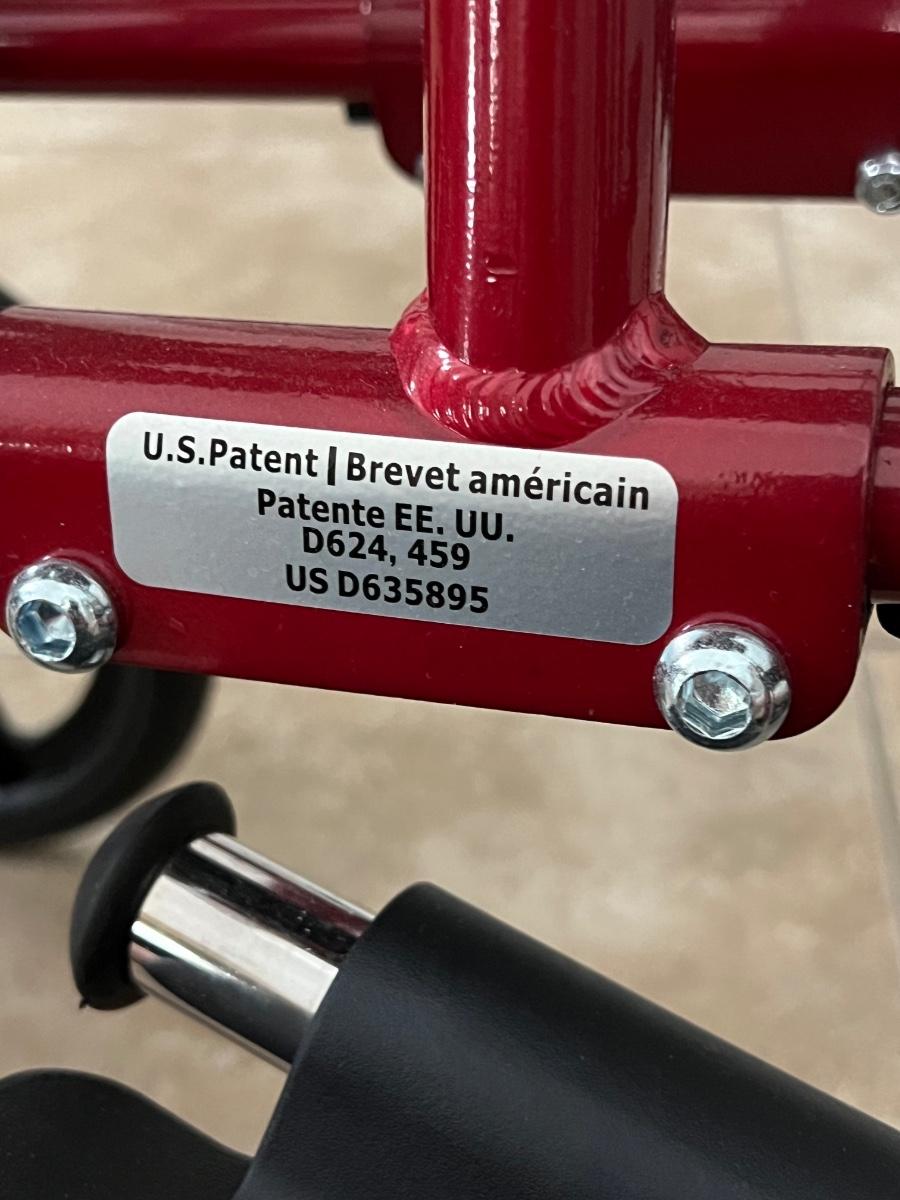 U.S.Patent | Brevet américain
Patente EE. UU.
D624, 459
US D635895